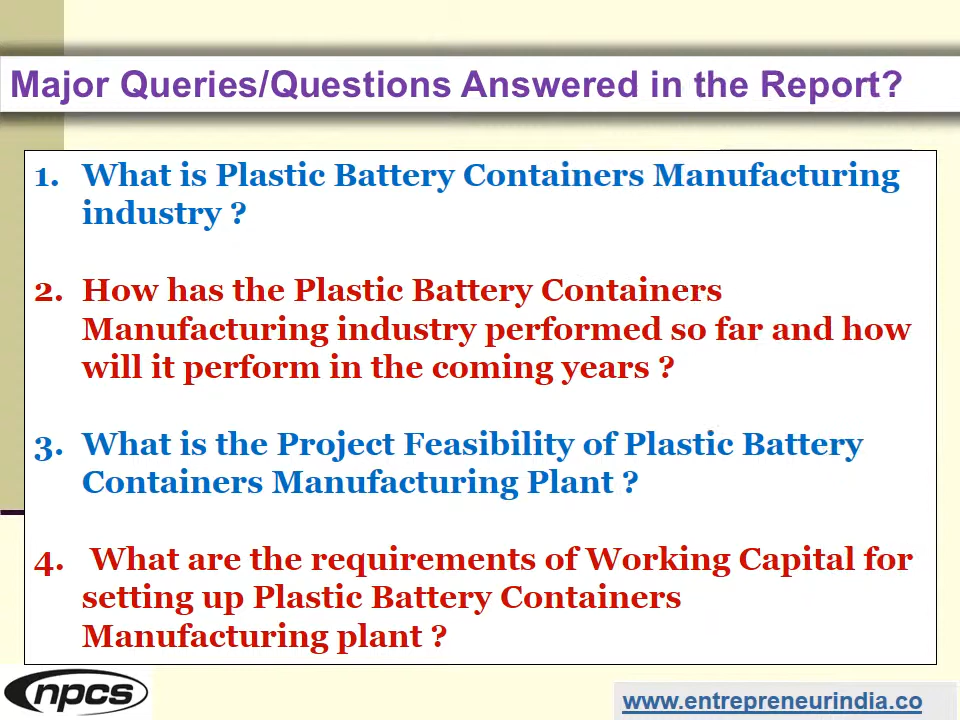 Major Queries/Questions Answered in the Report?
1. What is Plastic Battery Containers Manufacturing
industry ?
2. How has the Plastic Battery Containers
Manufacturing industry performed so far and how
will it perform in the coming years ?
3. What is the Project Feasibility of Plastic Battery
Containers Manufacturing Plant ?
4. What are the requirements of Working Capital for
setting up Plastic Battery Containers
Manufacturing plant ?
npcs
www.entrepreneurindia.co